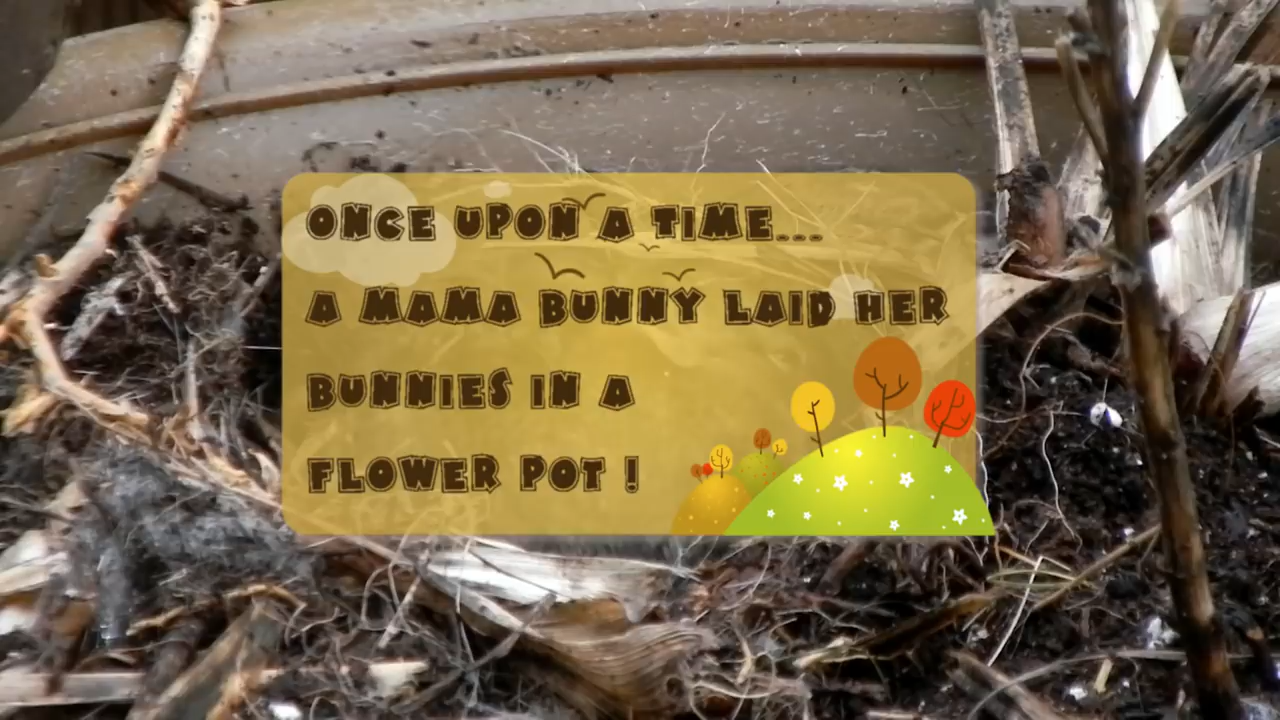 ONCE UPON A TIME...
A MAMA BUNNY LAID HER
BUNNIES IN A
FLOWER POT !